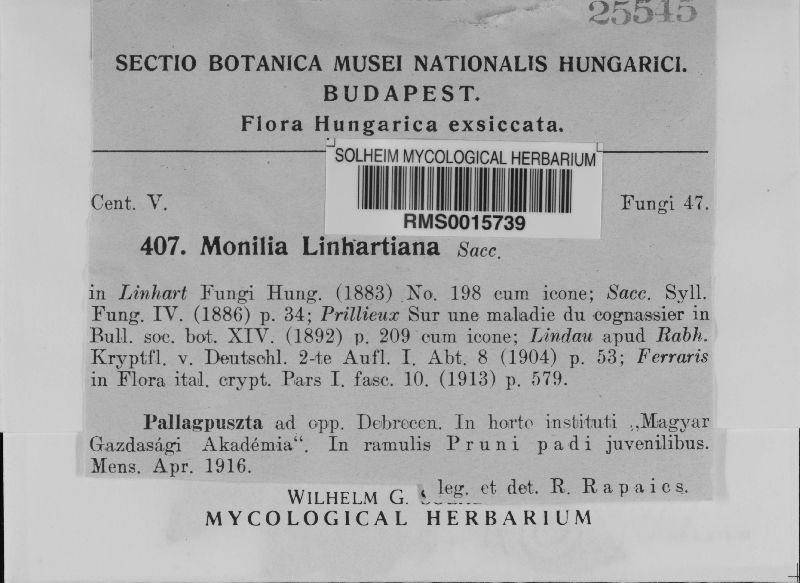 25545
SECTIO BOTANICA MUSEI NATIONALIS HUNGARICI.
BUDAPEST.
Flora Hungarica exsiccata.
SOLHEIM MYCOLOGICAL HERBARIUM
RMS0015739
Cent. V. Fungi 47.
407. Monilia Linhartiana Sacc.
in Linhart Fungi Hung. (1883) No. 198 cum icone; Sacc. Syll.
Fung. IV. (1886) p. 34; Prillieux Sur une maladie du cognassier in
Bull. soc. bot. XIV. (1892) p. 209 cum icone; Lindau apud Rabh.
Kryptfl. v. Deutschl. 2-te Aufl. I. Abt. 8 (1904) p. 53; Ferraris
in Flora ital. crypt. Pars I. fasc. 10. (1913) p. 579.
Pallagpuszta ad opp. Debrecen. In horto instituti „Magyar
Gazdasági Akadémia“. In ramulis Pruni padi juvenilibus.
Mens. Apr. 1916.
leg. et det. R. Rapaics.
WILHELM G.
MYCOLOGICAL HERBARIUM